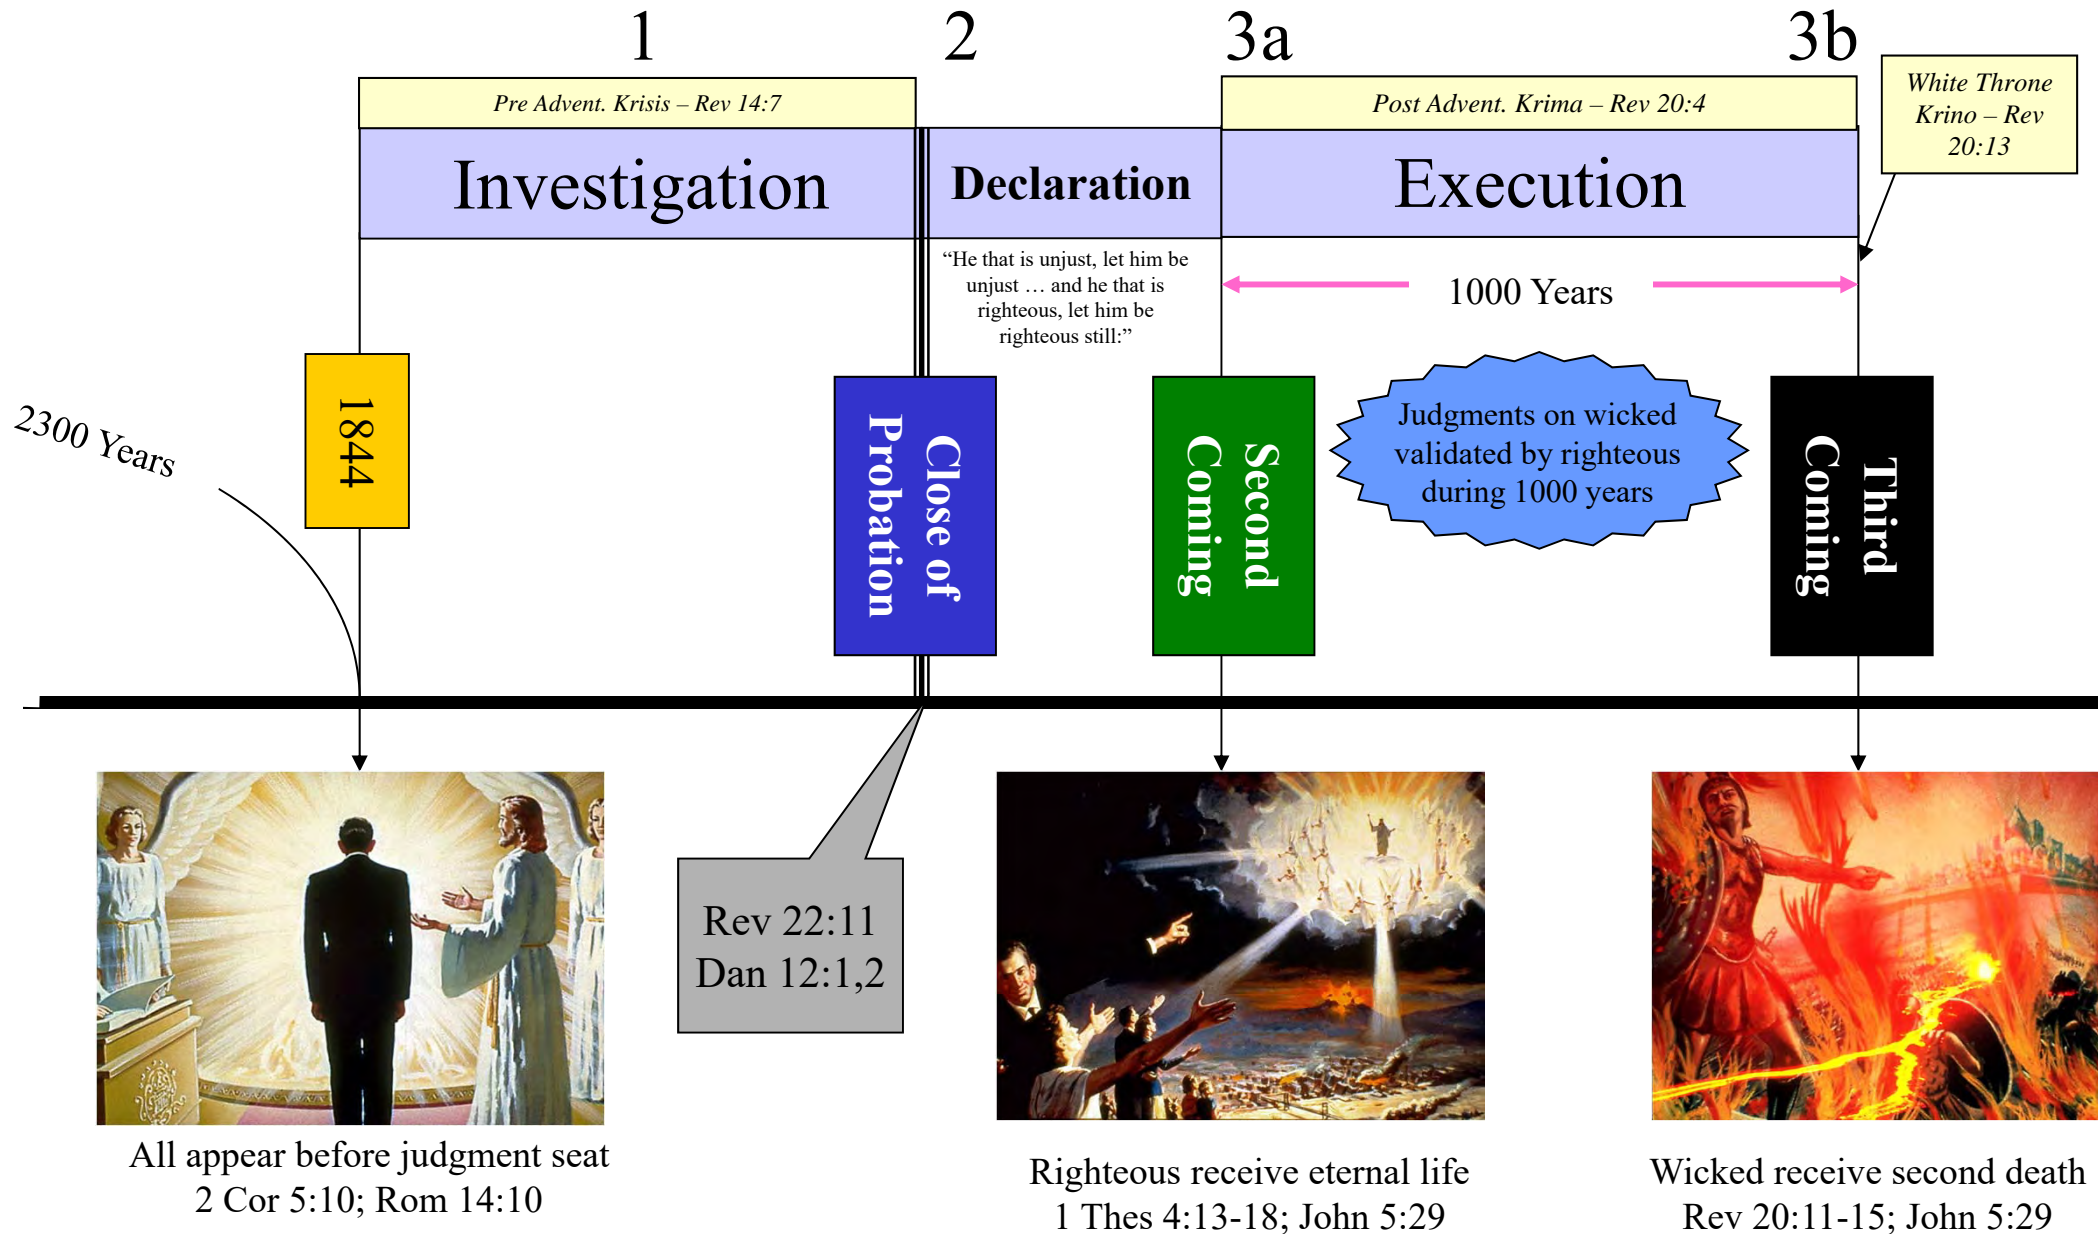 1
2
3a
3b
Pre Advent. Krisis – Rev 14:7
Post Advent. Krima – Rev 20:4
White Throne
Krino – Rev
20:13
Investigation
Declaration
Execution
“He that is unjust, let him be
unjust … and he that is
righteous, let him be
righteous still:”
1000 Years
2300 Years
1844
Close of
Probation
Second
Coming
Judgments on wicked
validated by righteous
during 1000 years
Third
Coming
Rev 22:11
Dan 12:1,2
All appear before judgment seat
2 Cor 5:10; Rom 14:10
Righteous receive eternal life
1 Thes 4:13-18; John 5:29
Wicked receive second death
Rev 20:11-15; John 5:29